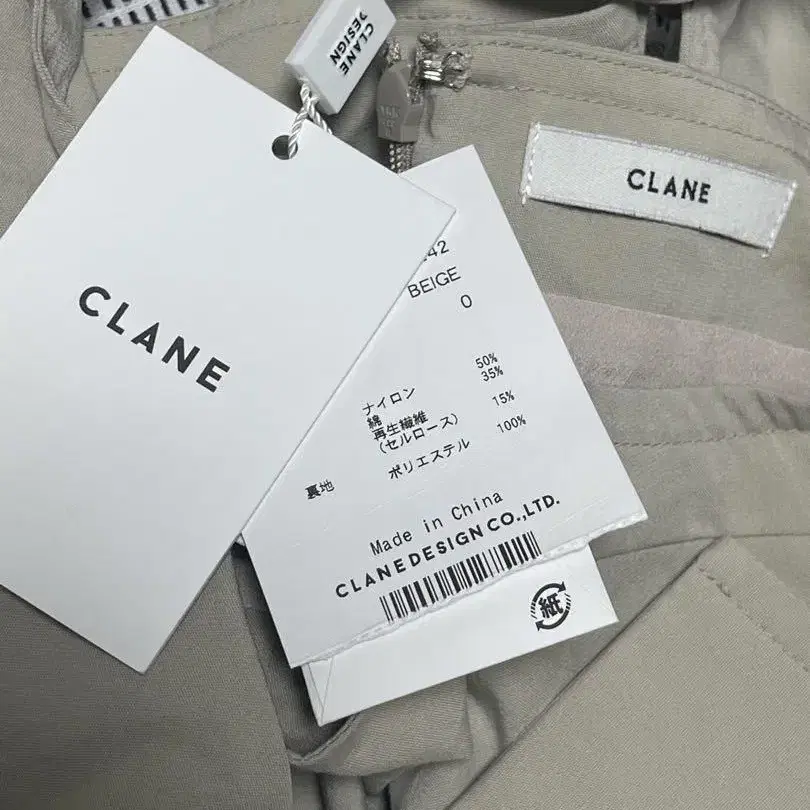 CLANE
DESIGN
CLANE
CLANE
42
BEIGE
0
ナイロン 50%
綿 35%
再生繊維 15%
(セルロース)
裏地 ポリエステル 100%
Made in China
CLANEDESIGN CO.,LTD.
紙